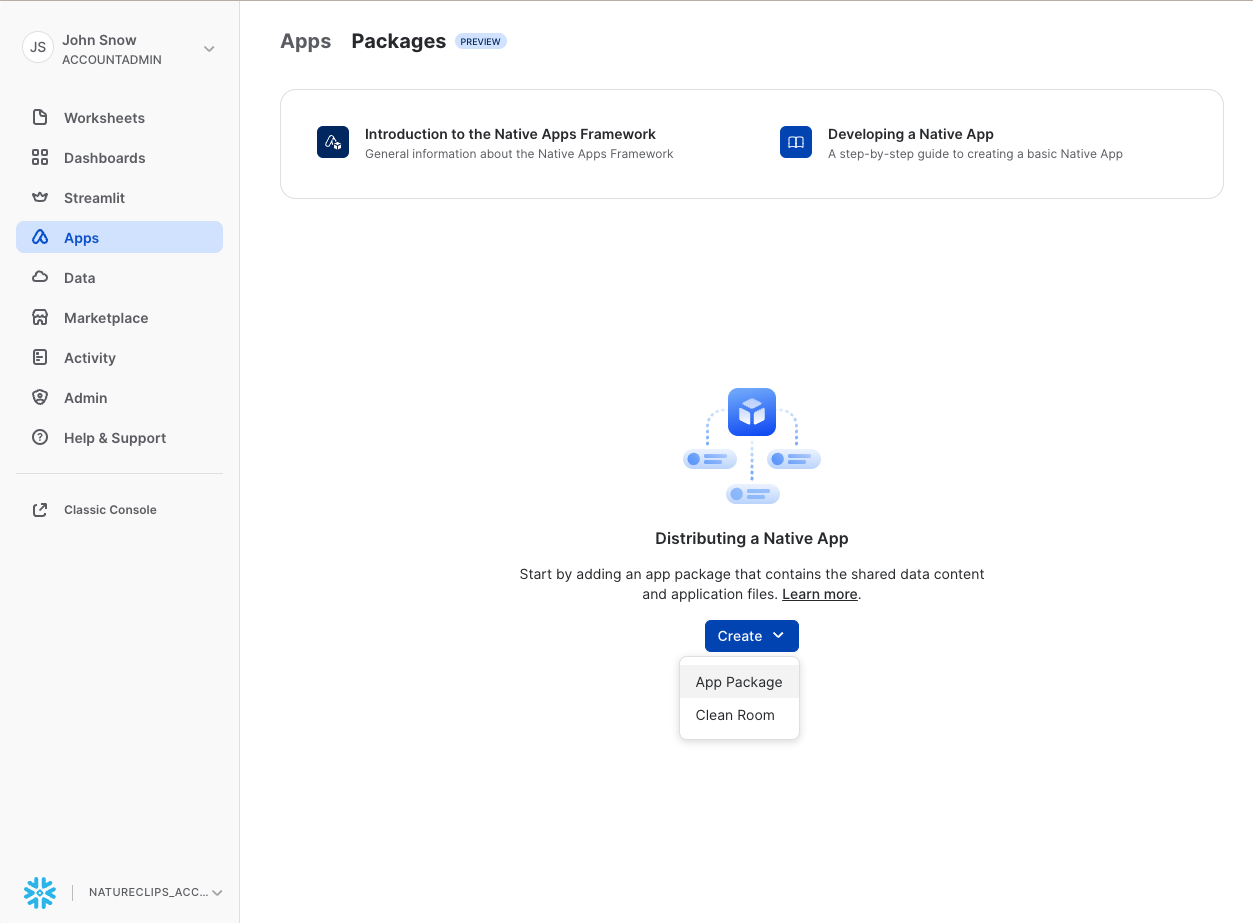 JS
John Snow
ACCOUNTADMIN
Worksheets
Dashboards
Streamlit
Apps
Data
Marketplace
Activity
Admin
Help & Support
Classic Console
NATURECLIPS_ACC...
Apps Packages PREVIEW
Introduction to the Native Apps Framework
General information about the Native Apps Framework
Developing a Native App
A step-by-step guide to creating a basic Native App
Distributing a Native App
Start by adding an app package that contains the shared data content
and application files. Learn more.
Create
App Package
Clean Room